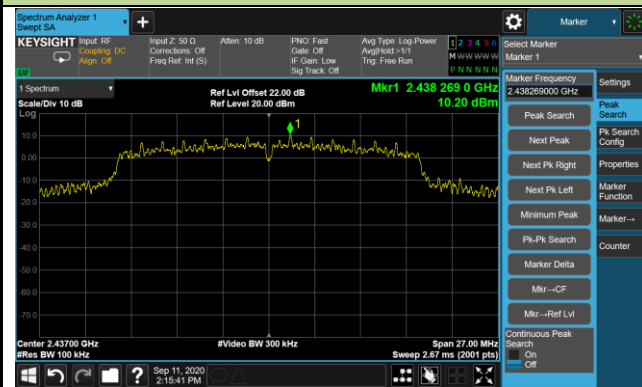 Spectrum Analyzer 1
Swept SA
Marker
KEYSIGHT
Input: RF
Coupling: DC
Align: Off
Input Z: 50 Ω
Corrections: Off
Freq Ref: Int (S)
Atten: 10 dB
PNO: Fast
Gate: Off
IF Gain: Low
Sig Track: Off
Avg Type: Log-Power
Avg|Hold:>1/1
Trig: Free Run
1 2 3 4 5 6
M W W W W W
P N N N N N
Select Marker
Marker 1
1 Spectrum
Scale/Div 10 dB
Log
Ref Lvl Offset 22.00 dB
Ref Level 20.00 dBm
Mkr1 2.438 269 0 GHz
10.20 dBm
1
10.0
0.00
-10.0
-20.0
-30.0
-40.0
-50.0
-60.0
-70.0
Center 2.43700 GHz
#Res BW 100 kHz
#Video BW 300 kHz
Span 27.00 MHz
Sweep 2.67 ms (2001 pts)
Marker Frequency
2.438269000 GHz
Peak Search
Next Peak
Next Pk Right
Next Pk Left
Minimum Peak
Pk-Pk Search
Marker Delta
Mkr→CF
Mkr→Ref Lvl
Continuous Peak
Search
On
Off
Settings
Peak
Search
Pk Search
Config
Properties
Marker
Function
Marker→
Counter
?
Sep 11, 2020
2:15:41 PM